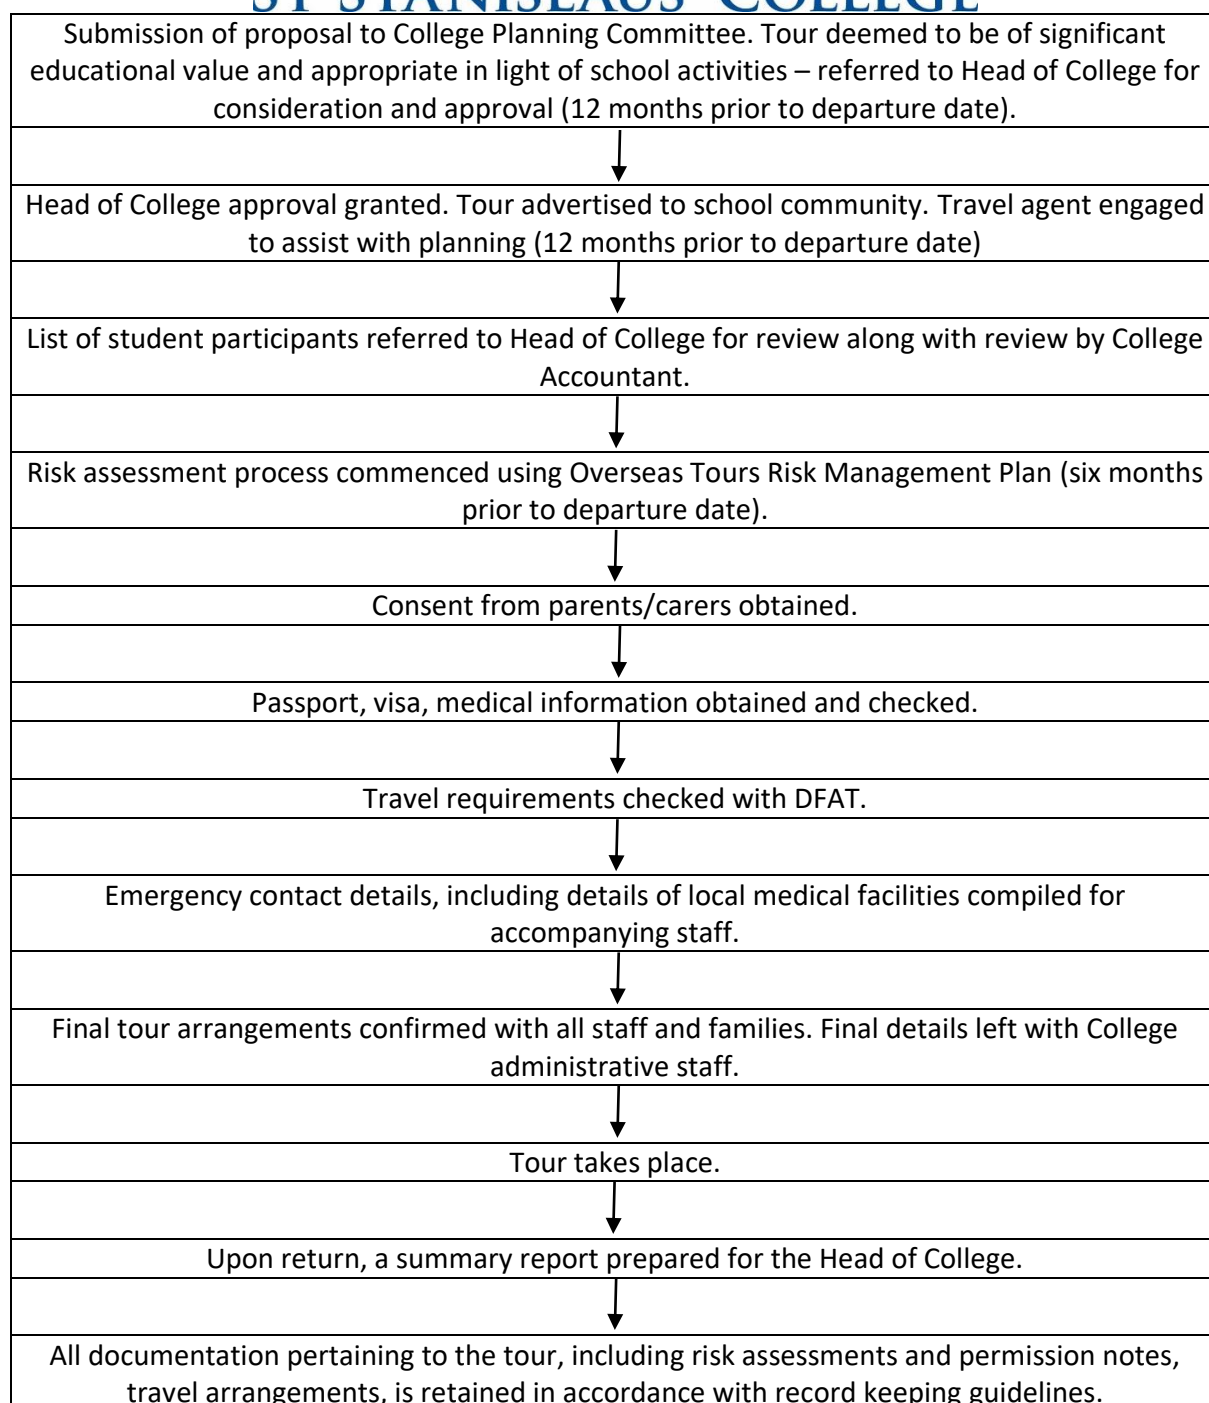 ST STANISLAUS' COLLEGE
Submission of proposal to College Planning Committee. Tour deemed to be of significant
educational value and appropriate in light of school activities – referred to Head of College for
consideration and approval (12 months prior to departure date).
Head of College approval granted. Tour advertised to school community. Travel agent engaged
to assist with planning (12 months prior to departure date)
List of student participants referred to Head of College for review along with review by College
Accountant.
Risk assessment process commenced using Overseas Tours Risk Management Plan (six months
prior to departure date).
Consent from parents/carers obtained.
Passport, visa, medical information obtained and checked.
Travel requirements checked with DFAT.
Emergency contact details, including details of local medical facilities compiled for
accompanying staff.
Final tour arrangements confirmed with all staff and families. Final details left with College
administrative staff.
Tour takes place.
Upon return, a summary report prepared for the Head of College.
All documentation pertaining to the tour, including risk assessments and permission notes,
travel arrangements, is retained in accordance with record keeping guidelines.